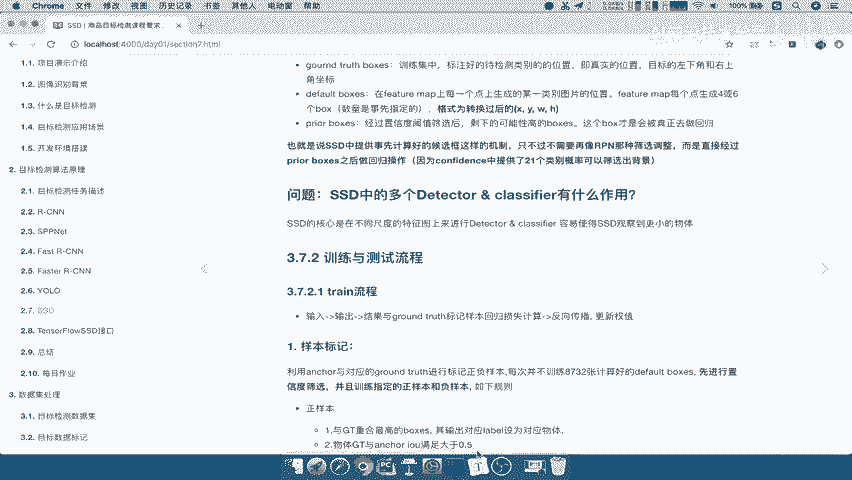 Chrome 文件 修改 视图 历史记录 书签 其他人 电动窗 帮助
100%
SSD | 商品目标检测课程需求
localhost:4000/day01/section7.html
1.1. 项目演示介绍
1.2. 图像识别背景
1.3. 什么是目标检测
1.4. 目标检测应用场景
1.5. 开发环境搭建
2. 目标检测算法原理
2.1. 目标检测任务描述
2.2. R-CNN
2.3. SPPNet
2.4. Fast R-CNN
2.5. Faster R-CNN
2.6. YOLO
2.7. SSD
2.8. TensorFlowSSD接口
2.9. 总结
2.10. 每日作业
3. 数据集处理
3.1. 目标检测数据集
3.2. 目标数据标记
gound truth boxes：训练集中，标注好的待检测类别的的位置，即真实的位置，目标的左下角和右上角坐标
default boxes：在feature map上每一个点上生成的某一类别图片的位置。feature map每个点生成4或6个box（数量是事先指定的），格式为转换过后的(x, y, w, h)
prior boxes：经过置信度阈值筛选后，剩下的可能性高的boxes。这个box才是会被真正去做回归
也就是说SSD中提供事先计算好的候选框这样的机制，只不过不需要再像RPN那种筛选调整，而是直接经过prior boxes之后做回归操作（因为confidence中提供了21个类别概率可以筛选出背景）
问题：SSD中的多个Detector & classifier有什么作用？
SSD的核心是在不同尺度的特征图上来进行Detector & classifier 容易使得SSD观察到更小的物体
3.7.2 训练与测试流程
3.7.2.1 train流程
输入->输出->结果与ground truth标记样本回归损失计算->反向传播, 更新权值
1. 样本标记：
利用anchor与对应的ground truth进行标记正负样本,每次并不训练8732张计算好的default boxes, 先进行置信度筛选，并且训练指定的正样本和负样本, 如下规则
正样本
1.与GT重合最高的boxes, 其输出对应label设为对应物体.
2.物体GT与anchor iou满足大于0.5